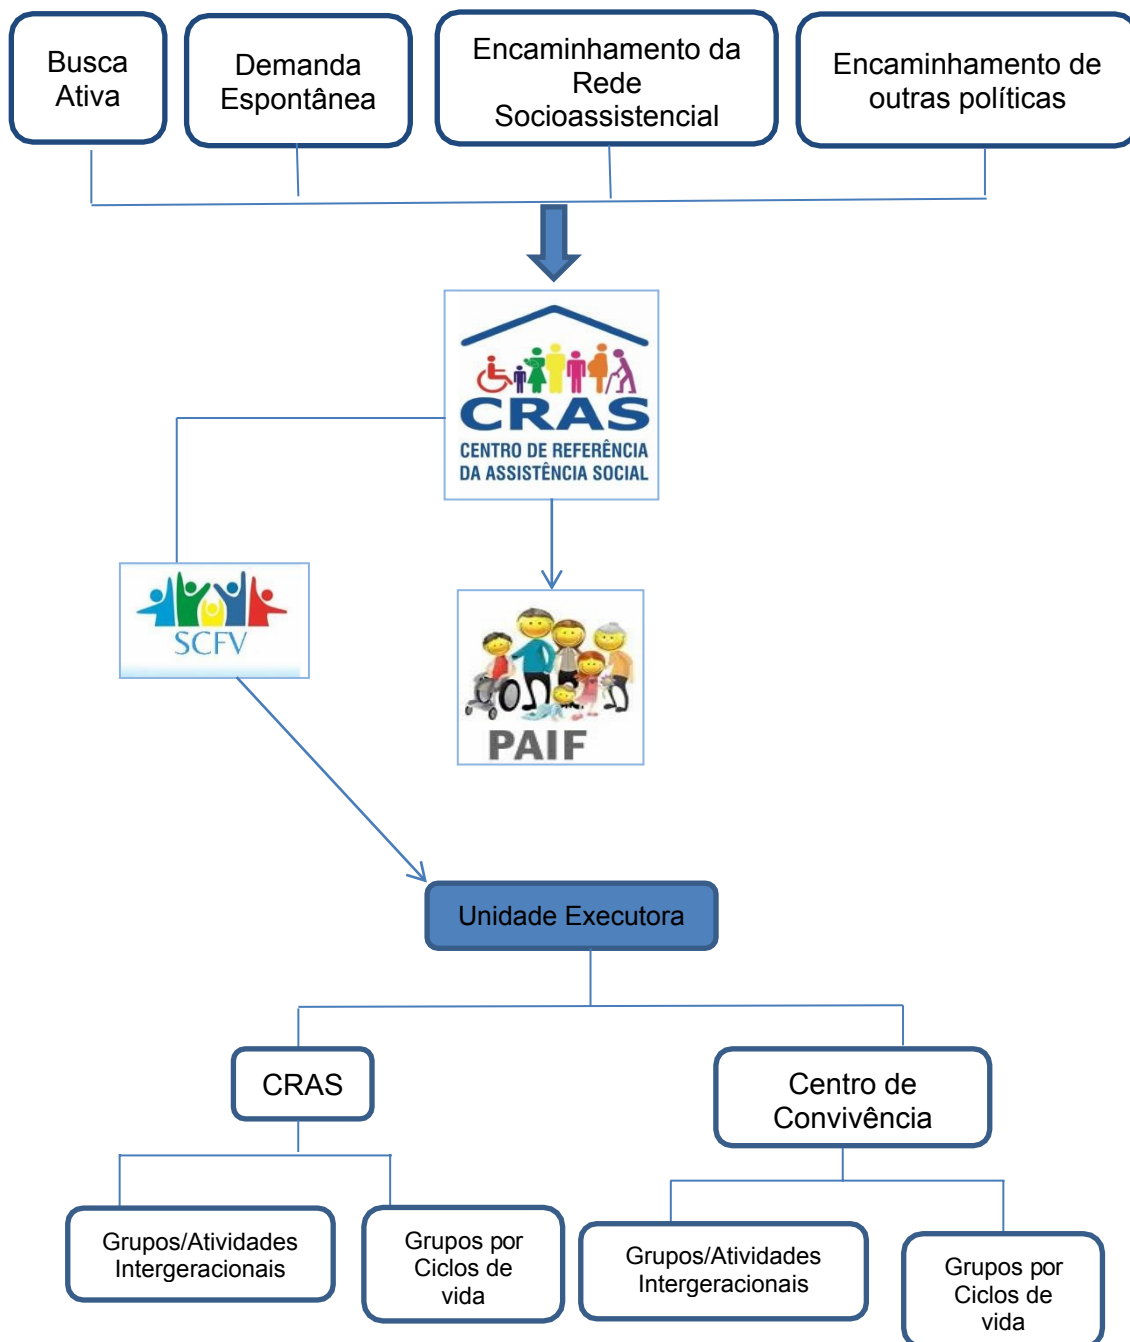 Busca
Ativa
Demanda
Espontânea
Encaminhamento da
Rede
Socioassistencial
Encaminhamento de
outras políticas
CRAS
CENTRO DE REFERÊNCIA
DA ASSISTÊNCIA SOCIAL
SCFV
PAIF
Unidade Executora
CRAS
Centro de
Convivência
Grupos/Atividades
Intergeracionais
Grupos por
Ciclos de
vida
Grupos/Atividades
Intergeracionais
Grupos por
Ciclos de
vida